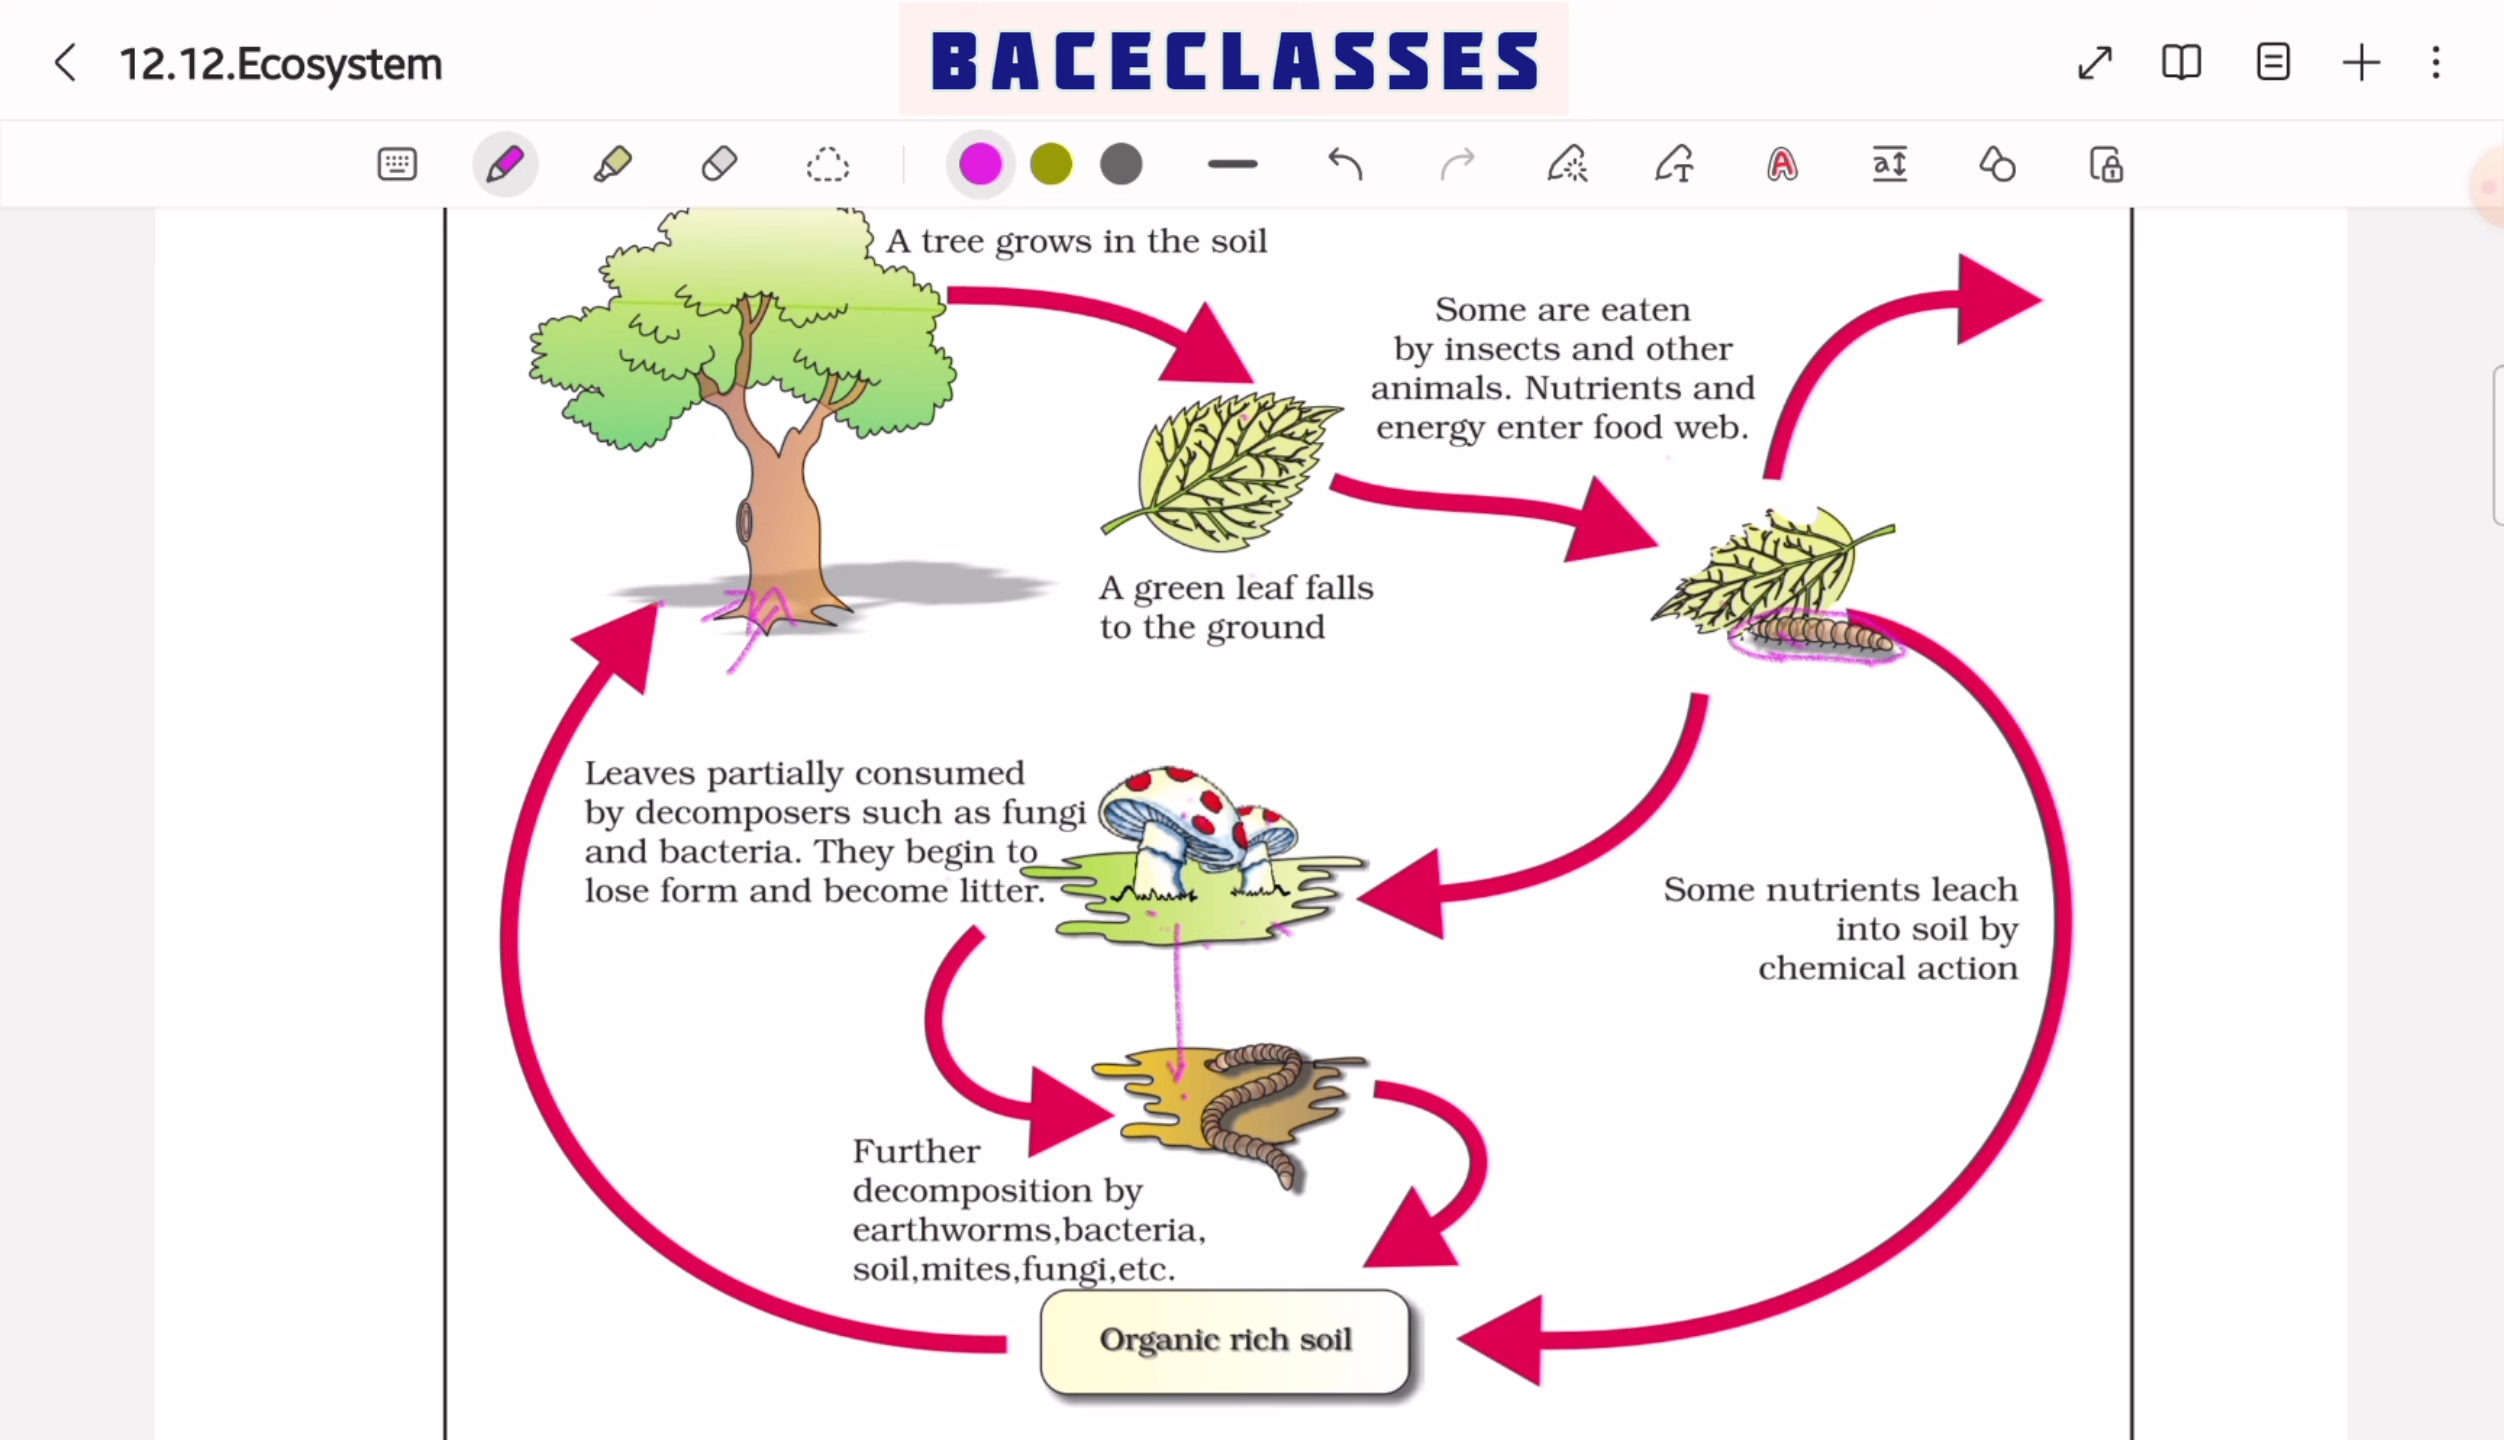 12.12.Ecosystem
BACECLASSES
A tree grows in the soil
Some are eaten
by insects and other
animals. Nutrients and
energy enter food web.
A green leaf falls
to the ground
Leaves partially consumed
by decomposers such as fungi
and bacteria. They begin to
lose form and become litter.
Some nutrients leach
into soil by
chemical action
Further
decomposition by
earthworms,bacteria,
soil,mites,fungi,etc.
Organic rich soil